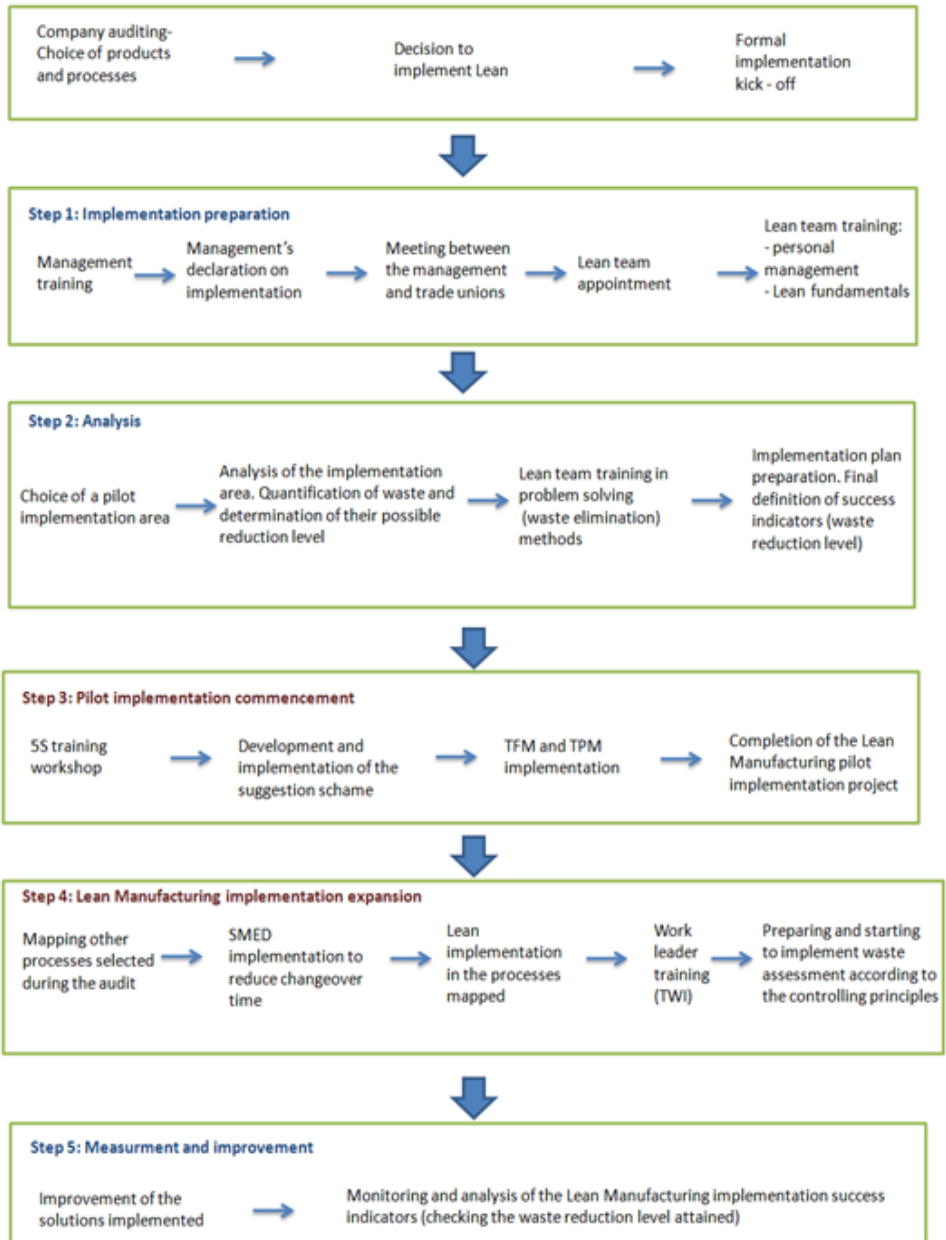 Company auditing-
Choice of products
and processes
Decision to
implement Lean
Formal
implementation
kick - off
Step 1: Implementation preparation
Management
training
Management's
declaration on
implementation
Meeting between
the management
and trade unions
Lean team
appointment
Lean team training:
- personal
management
- Lean fundamentals
Step 2: Analysis
Choice of a pilot
implementation area
Analysis of the implementation
area. Quantification of waste and
determination of their possible
reduction level
Lean team training in
problem solving
(waste elimination)
methods
Implementation plan
preparation. Final
definition of success
indicators (waste
reduction level)
Step 3: Pilot implementation commencement
5S training
workshop
Development and
implementation of the
suggestion schame
TFM and TPM
implementation
Completion of the Lean
Manufacturing pilot
implementation project
Step 4: Lean Manufacturing implementation expansion
Mapping other
processes selected
during the audit
SMED
implementation to
reduce changeover
time
Lean
implementation
in the processes
mapped
Work
leader
training
(TWI)
Preparing and starting
to implement waste
assessment according to
the controlling principles
Step 5: Measurment and improvement
Improvement of the
solutions implemented
Monitoring and analysis of the Lean Manufacturing implementation success
indicators (checking the waste reduction level attained)